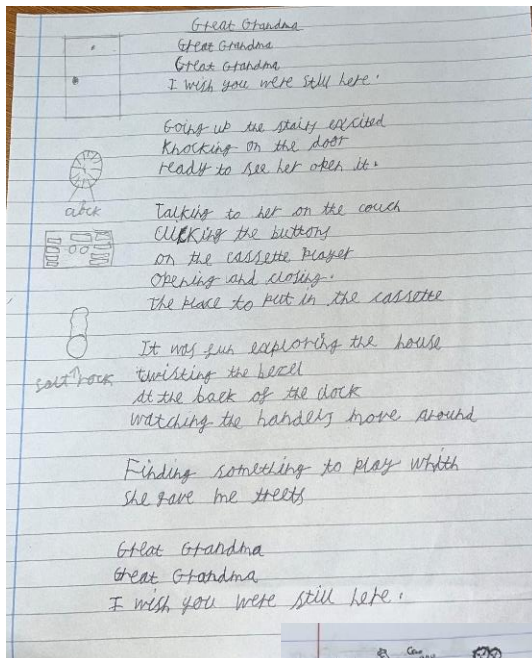 Great Grandma
Great Grandma
Great Grandma
I wish you were still here.
Going up the stairs excited
Knocking on the door
ready to see her open it.
Talking to her on the couch
Clicking the buttons
on the cassette player
opening and closing.
the place to put in the cassette
It was fun exploring the house
twisting the bezel
at the back of the clock
watching the handels move around
Finding something to play whith
she gave me treets
Great Grandma
Great Grandma
I wish you were still here.
clock
salt rock